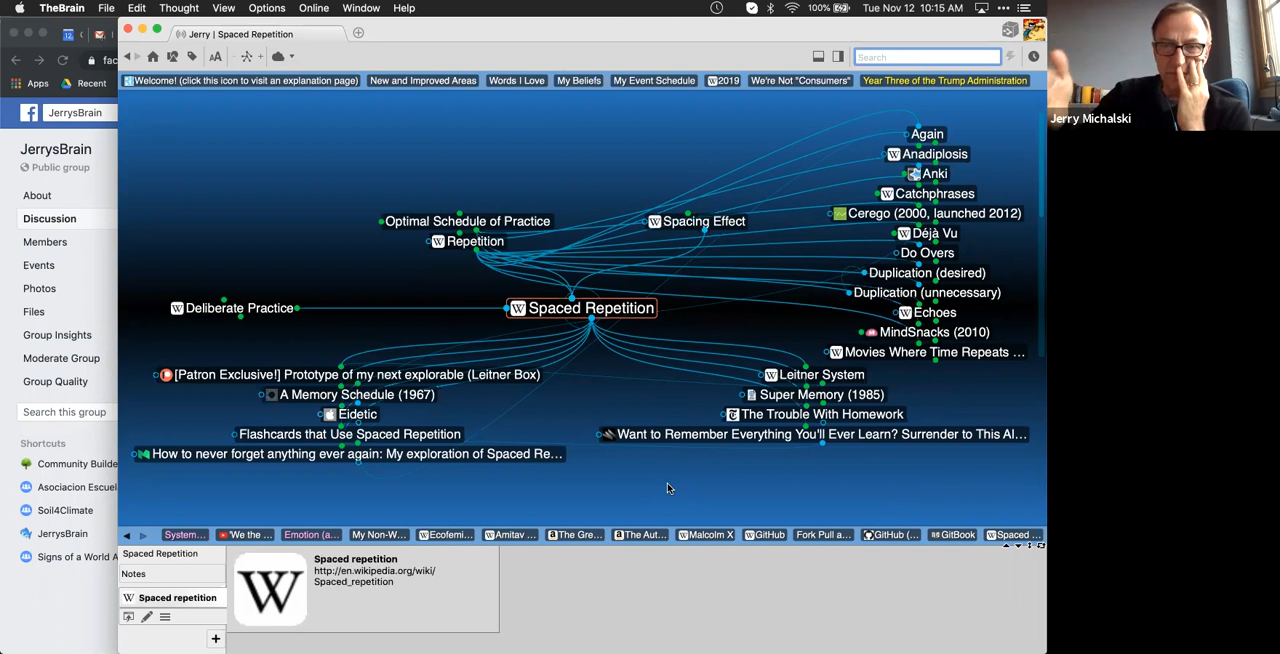 TheBrain File Edit Thought View Options Online Window Help 100% Tue Nov 12 10:15 AM
Jerry | Spaced Repetition
AA
Search
Apps Recent
fac
Welcome! (click this icon to visit an explanation page) New and Improved Areas Words I Love My Beliefs My Event Schedule W 2019 We're Not "Consumers" Year Three of the Trump Administration
JerrysBrain
Jerry Michalski
JerrysBrain
Public group
About
Discussion
Members
Events
Photos
Files
Group Insights
Moderate Group
Group Quality
Search this group
Shortcuts
Community Builde
Asociacion Escuel
Soil4Climate
JerrysBrain
Signs of a World A
Again
W Anadiplosis
Anki
W Catchphrases
Cerego (2000, launched 2012)
W Déjà Vu
Do Overs
Duplication (desired)
Duplication (unnecessary)
W Echoes
MindSnacks (2010)
W Movies Where Time Repeats ...
Optimal Schedule of Practice
W Repetition
W Spacing Effect
W Deliberate Practice
W Spaced Repetition
[Patron Exclusive!] Prototype of my next explorable (Leitner Box)
A Memory Schedule (1967)
Eidetic
Flashcards that Use Spaced Repetition
How to never forget anything ever again: My exploration of Spaced Re...
W Leitner System
Super Memory (1985)
T The Trouble With Homework
Want to Remember Everything You'll Ever Learn? Surrender to This Al...
System... 'We the ... Emotion (a... My Non-W... W Ecofemi... W Amitav ... a The Gre... a The Aut... W Malcolm X W GitHub Fork Pull a... GitHub (... GitBook W Spaced ...
Spaced Repetition
Notes
W Spaced repetition
W
Spaced repetition
http://en.wikipedia.org/wiki/
Spaced_repetition